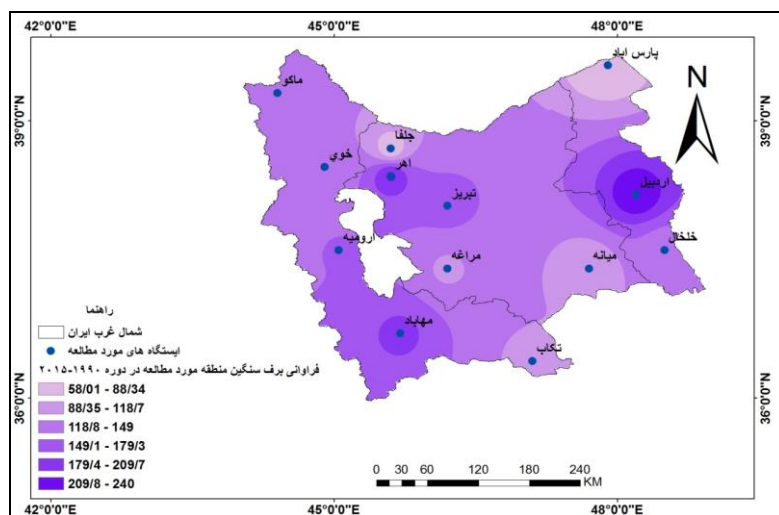 42°0'0"E
45°0'0"E
48°0'0"E
پارس اباد
N
ماکو
39°0'0"N
39°0'0"N
جلفا
خوي
اهر
اردبیل
تبریز
ارومیه
خلخال
مراغه
میانه
راهنما
مهاباد
شمال غرب ایران
ایستگاه های مورد مطالعه
تکاب
فراوانی برف سنگین منطقه مورد مطالعه در دوره ۱۹۹۰-۲۰۱۵
36°0'0"N
36°0'0"N
58/01 - 88/34
88/35 - 118/7
118/8 - 149
149/1 - 179/3
179/4 - 209/7
209/8 - 240
0 30 60 120 180 240
KM
42°0'0"E
45°0'0"E
48°0'0"E